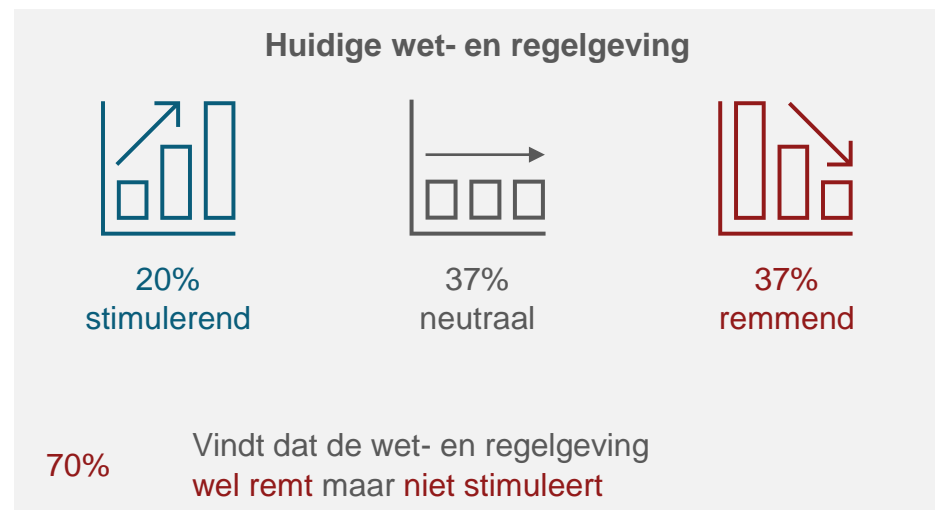 Huidige wet- en regelgeving
20%
stimulerend
37%
neutraal
37%
remmend
70%
Vindt dat de wet- en regelgeving
wel remt maar niet stimuleert